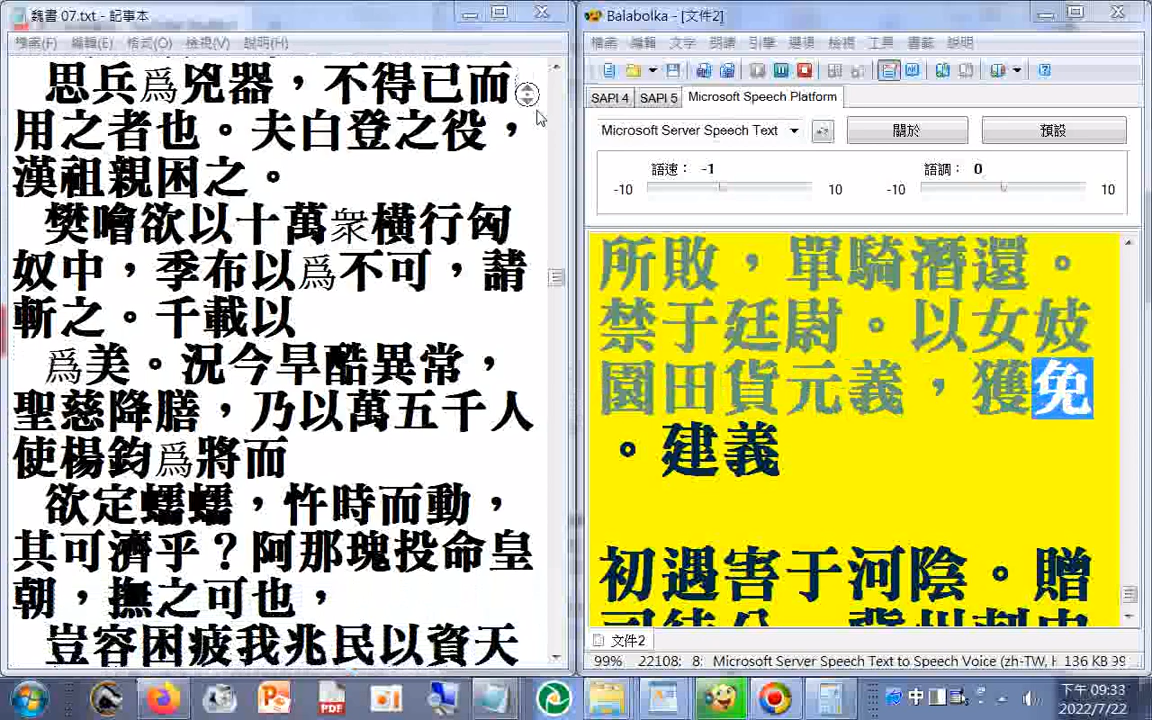 魏書 07.txt - 記事本
檔案(F) 編輯(E) 格式(O) 檢視(V) 說明(H)
思兵爲兇器，不得已而
用之者也。夫白登之役，
漢祖親困之。
樊噲欲以十萬衆橫行匈
奴中，季布以爲不可，請
斬之。千載以
爲美。況今旱酷異常，
聖慈降膳，乃以萬五千人
使楊鈞爲將而
欲定蠕蠕，忤時而動，
其可濟乎？阿那瑰投命皇
朝，撫之可也，
豈容困疲我兆民以資天
Balabolka - [文件2]
檔案 編輯 文字 朗讀 引擎 選項 檢視 工具 書籤 說明
SAPI 4 SAPI 5 Microsoft Speech Platform
Microsoft Server Speech Text 關於 預設
語速： -1 語調： 0
-10 10 -10 10
所敗，單騎潛還。
禁于廷尉。以女妓
園田貨元義，獲免
。建義
初遇害于河陰。贈
司徒公，冀州刺史
文件2
99% 22108: 8: Microsoft Server Speech Text to Speech Voice (zh-TW, H 136 KB 99
中
下午 09:33
2022/7/22